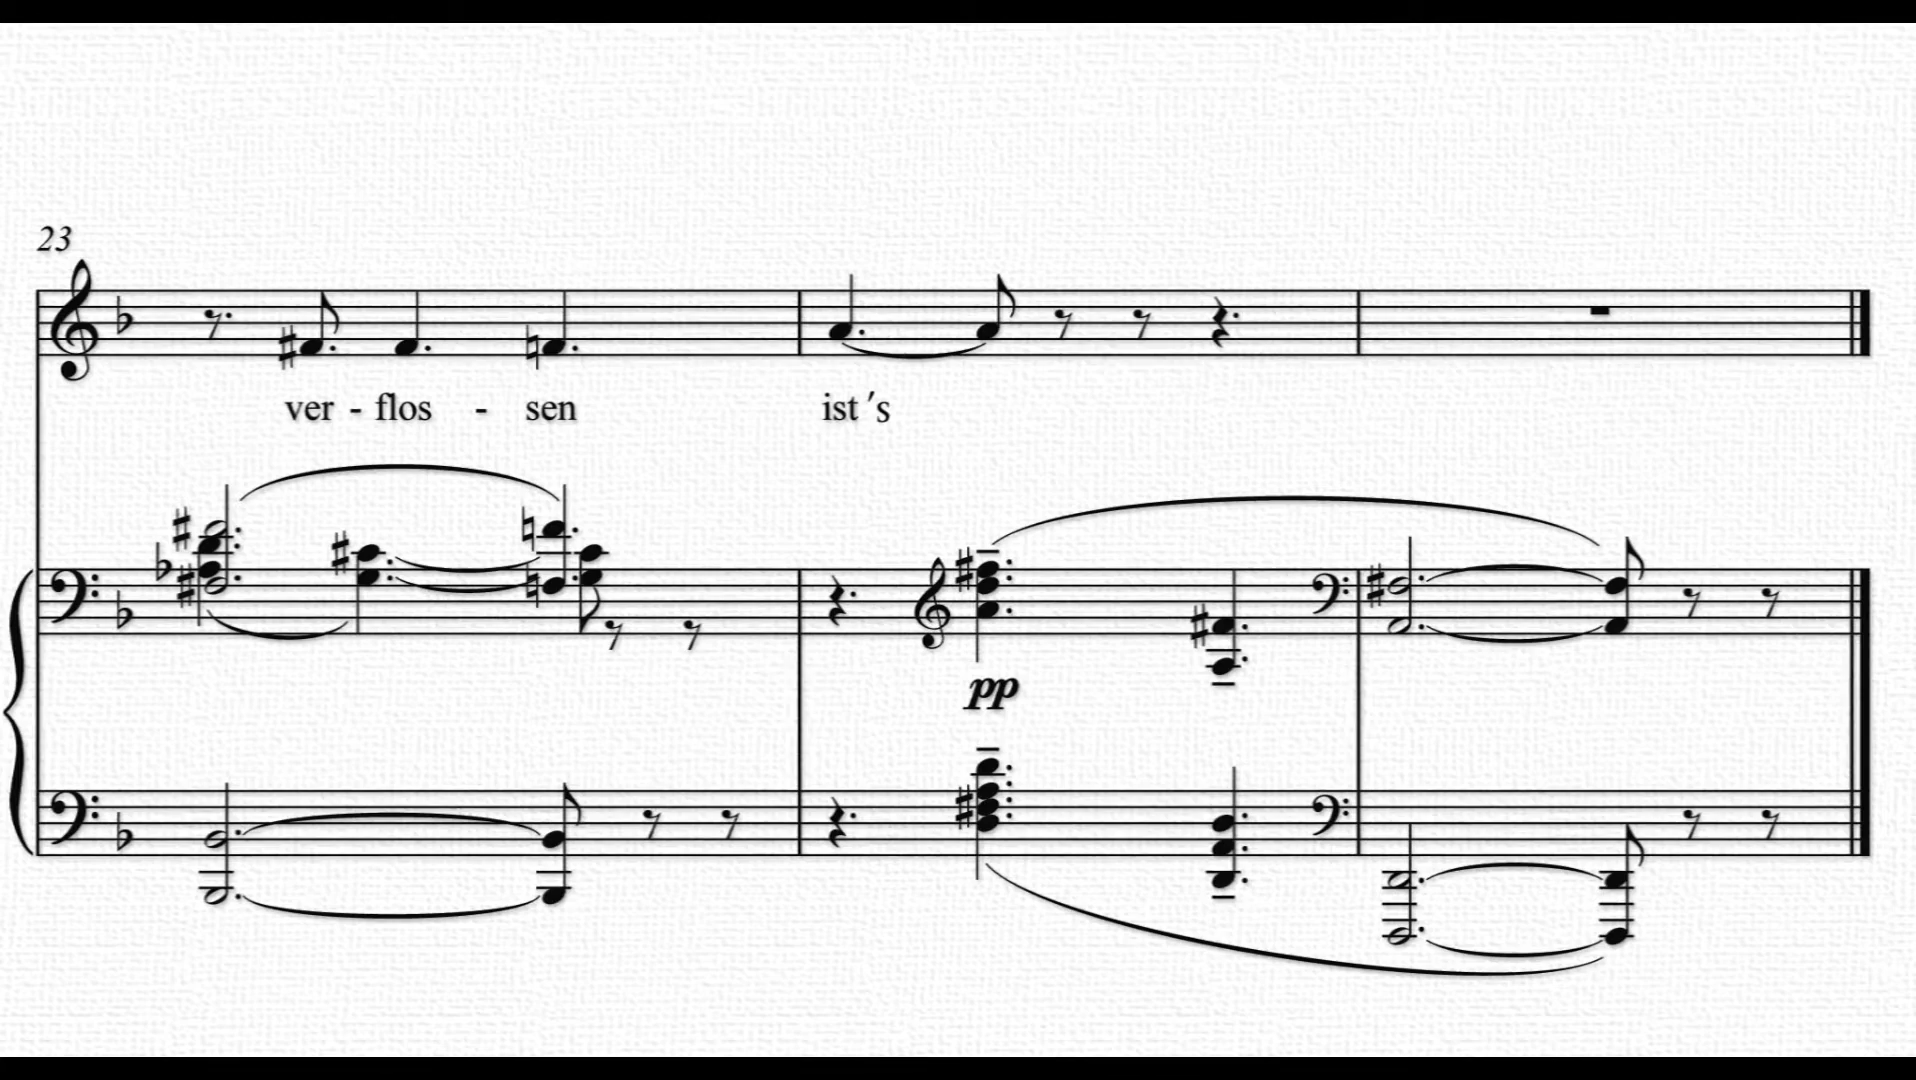 23
ver - flos - sen ist 's
pp